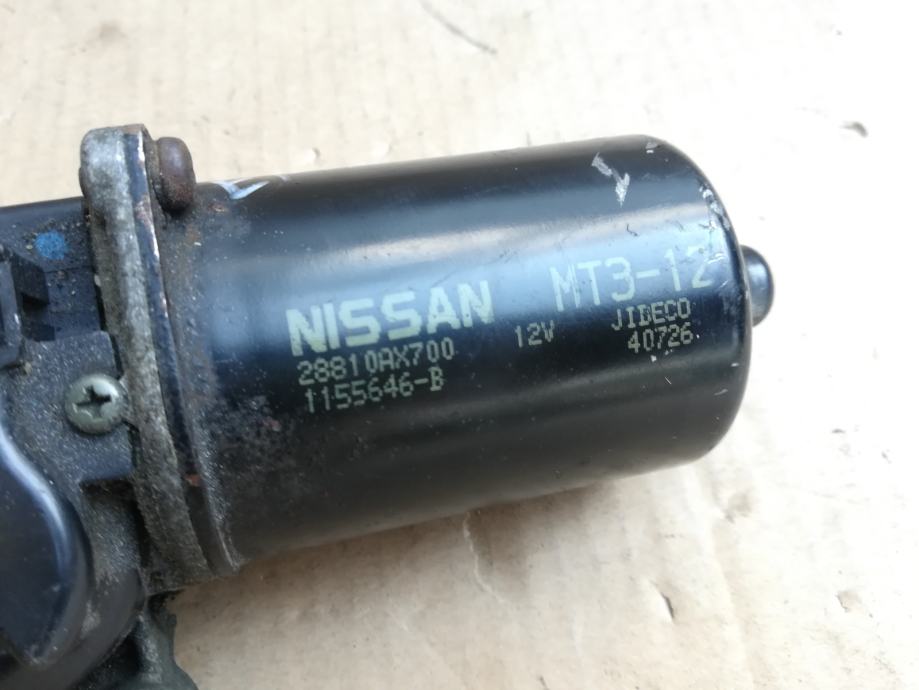 NISSAN MT3-12
28810AX700 12V JIDECO
1155646-B 40726